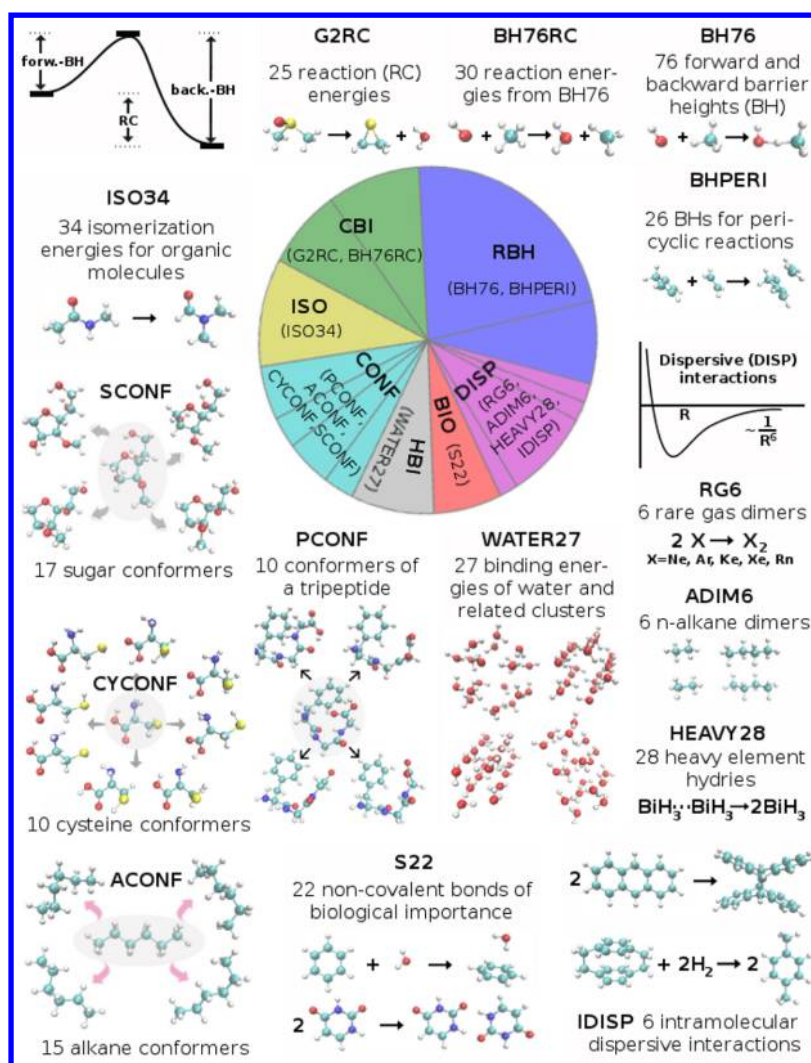 forw.-BH
back.-BH
RC
G2RC
25 reaction (RC)
energies
+
BH76RC
30 reaction ener-
gies from BH76
+
+
BH76
76 forward and
backward barrier
heights (BH)
+
BHPERI
26 BHs for peri-
cyclic reactions
+
ISO34
34 isomerization
energies for organic
molecules
CBI
(G2RC, BH76RC)
RBH
(BH76, BHPERI)
ISO
(ISO34)
CONF
(PCONF,
ACONF,
CYCONF,SCONF)
HBI
(WATER27)
BIO
(S22)
DISP
(RG6,
ADIM6,
HEAVY28,
IDISP)
Dispersive (DISP)
interactions
R
~ 1
R6
SCONF
17 sugar conformers
RG6
6 rare gas dimers
2 X → X2
X=Ne, Ar, Ke, Xe, Rn
PCONF
10 conformers of
a tripeptide
WATER27
27 binding ener-
gies of water and
related clusters
ADIM6
6 n-alkane dimers
CYCONF
10 cysteine conformers
HEAVY28
28 heavy element
hydries
BiH3···BiH3→2BiH3
ACONF
15 alkane conformers
S22
22 non-covalent bonds of
biological importance
+
2
2
+ 2H2→ 2
IDISP 6 intramolecular
dispersive interactions